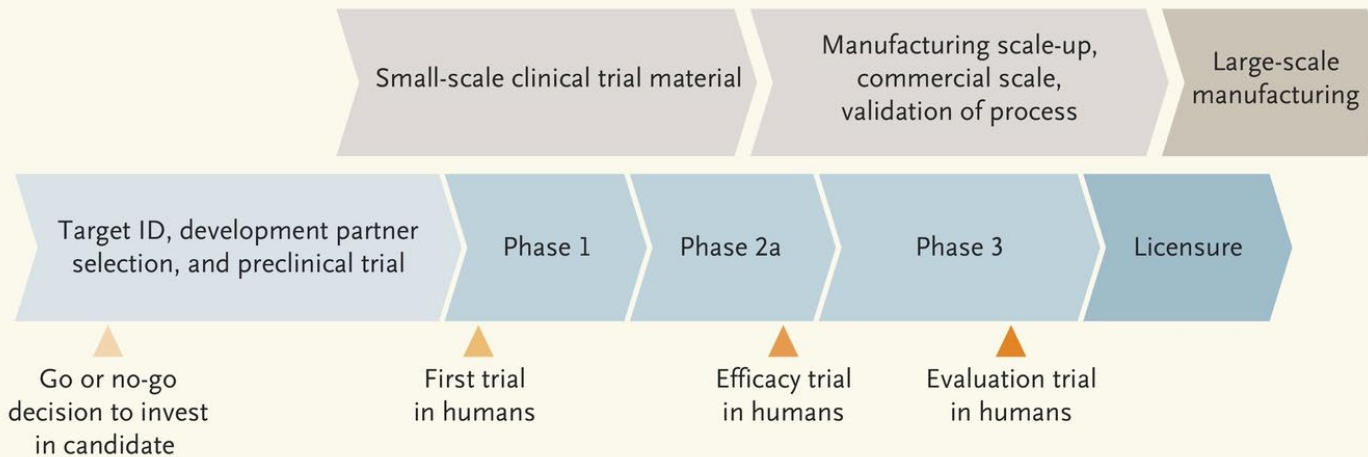 Small-scale clinical trial material
Manufacturing scale-up,
commercial scale,
validation of process
Large-scale
manufacturing
Target ID, development partner
selection, and preclinical trial
Phase 1
Phase 2a
Phase 3
Licensure
Go or no-go
decision to invest
in candidate
First trial
in humans
Efficacy trial
in humans
Evaluation trial
in humans